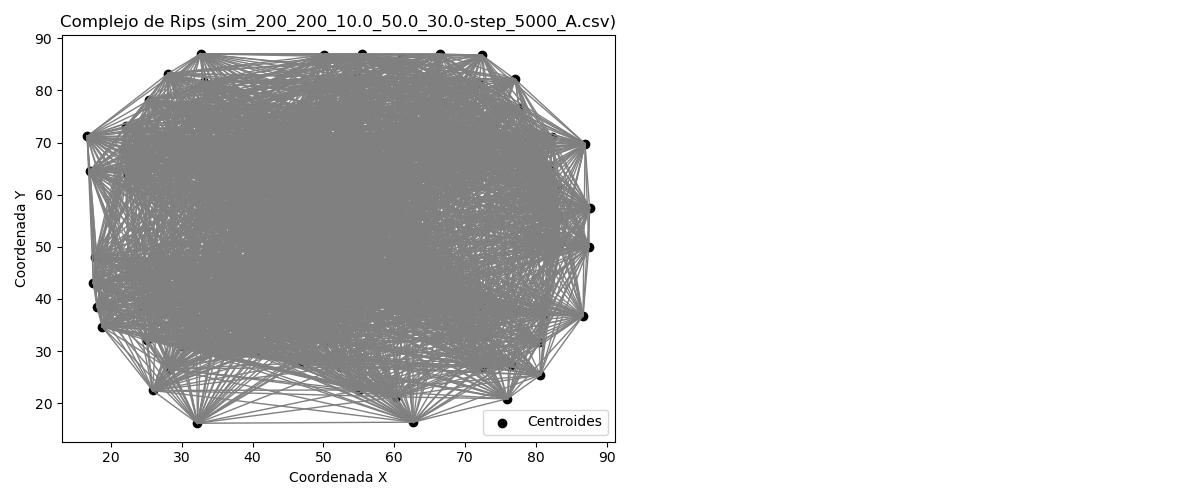 Complejo de Rips (sim_200_200_10.0_50.0_30.0-step_5000_A.csv)
90
80
70
60
50
40
30
20
Coordenada Y
Centroides
20 30 40 50 60 70 80 90
Coordenada X